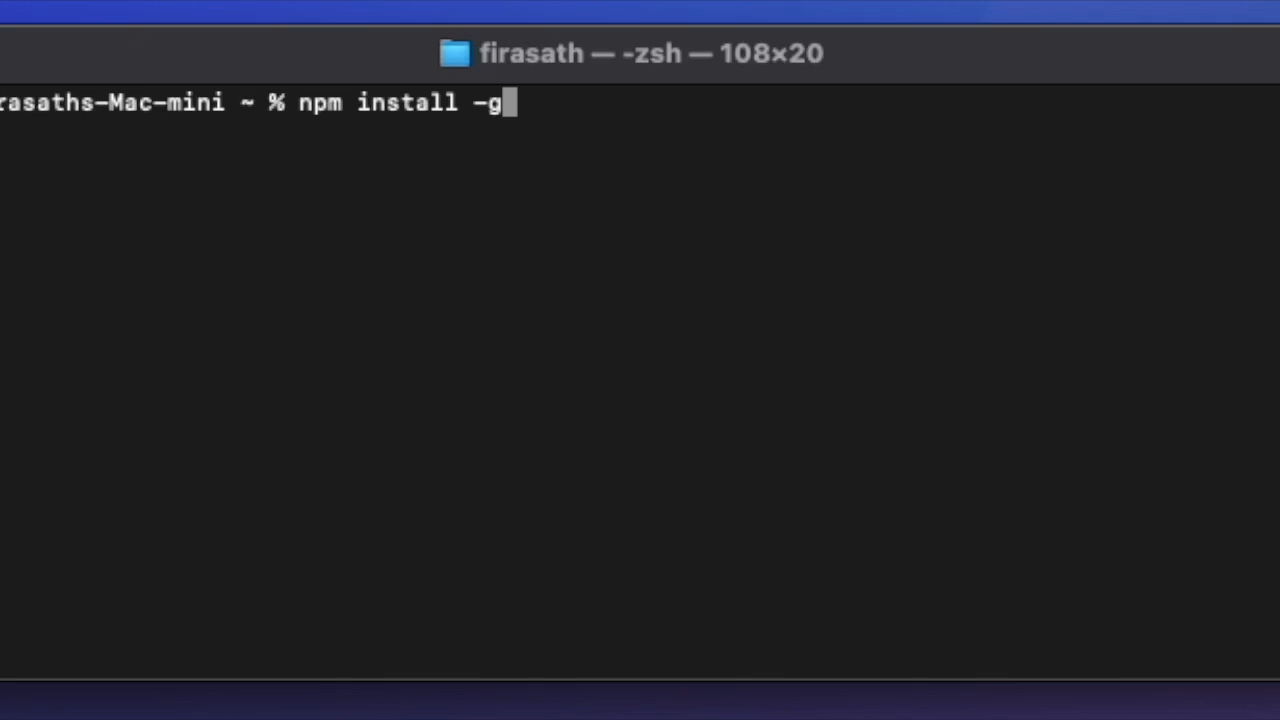 firasath — -zsh — 108×20
rasaths-Mac-mini ~ % npm install -g